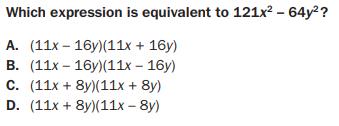 Which expression is equivalent to 121x² – 64y²?
A. (11x – 16y)(11x + 16y)
B. (11x – 16y)(11x – 16y)
C. (11x + 8y)(11x + 8y)
D. (11x + 8y)(11x – 8y)